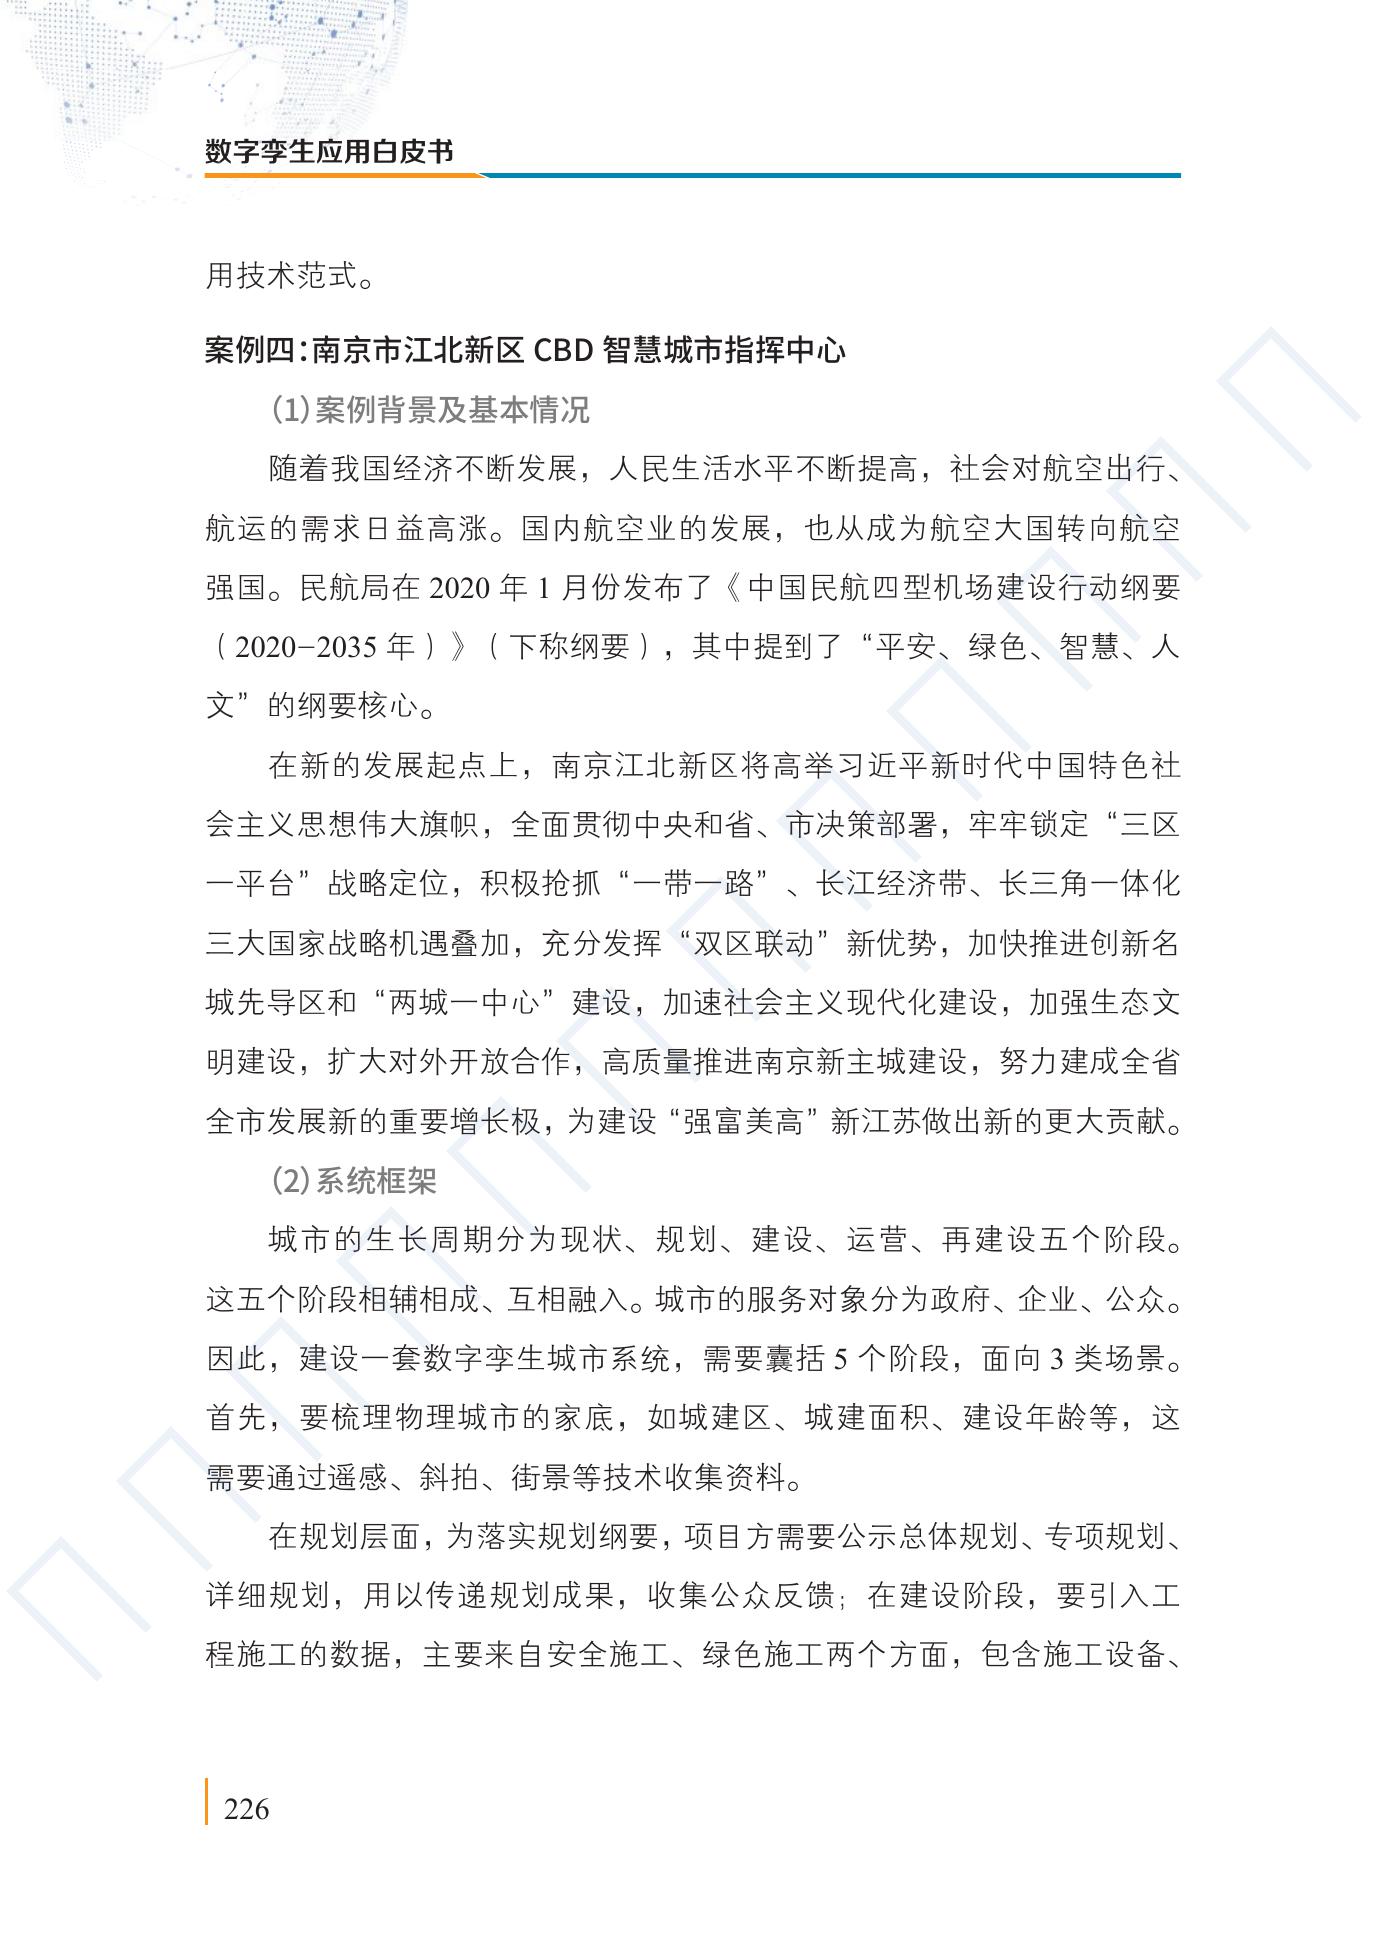 数字孪生应用白皮书
用技术范式。
案例四：南京市江北新区 CBD 智慧城市指挥中心
（1）案例背景及基本情况
随着我国经济不断发展，人民生活水平不断提高，社会对航空出行、
航运的需求日益高涨。国内航空业的发展，也从成为航空大国转向航空
强国。民航局在 2020 年 1 月份发布了《中国民航四型机场建设行动纲要
（2020-2035 年）》（下称纲要），其中提到了“平安、绿色、智慧、人
文”的纲要核心。
在新的发展起点上，南京江北新区将高举习近平新时代中国特色社
会主义思想伟大旗帜，全面贯彻中央和省、市决策部署，牢牢锁定“三区
一平台”战略定位，积极抢抓“一带一路”、长江经济带、长三角一体化
三大国家战略机遇叠加，充分发挥“双区联动”新优势，加快推进创新名
城先导区和“两城一中心”建设，加速社会主义现代化建设，加强生态文
明建设，扩大对外开放合作，高质量推进南京新主城建设，努力建成全省
全市发展新的重要增长极，为建设“强富美高”新江苏做出新的更大贡献。
（2）系统框架
城市的生长周期分为现状、规划、建设、运营、再建设五个阶段。
这五个阶段相辅相成、互相融入。城市的服务对象分为政府、企业、公众。
因此，建设一套数字孪生城市系统，需要囊括 5 个阶段，面向 3 类场景。
首先，要梳理物理城市的家底，如城建区、城建面积、建设年龄等，这
需要通过遥感、斜拍、街景等技术收集资料。
在规划层面，为落实规划纲要，项目方需要公示总体规划、专项规划、
详细规划，用以传递规划成果，收集公众反馈；在建设阶段，要引入工
程施工的数据，主要来自安全施工、绿色施工两个方面，包含施工设备、
226